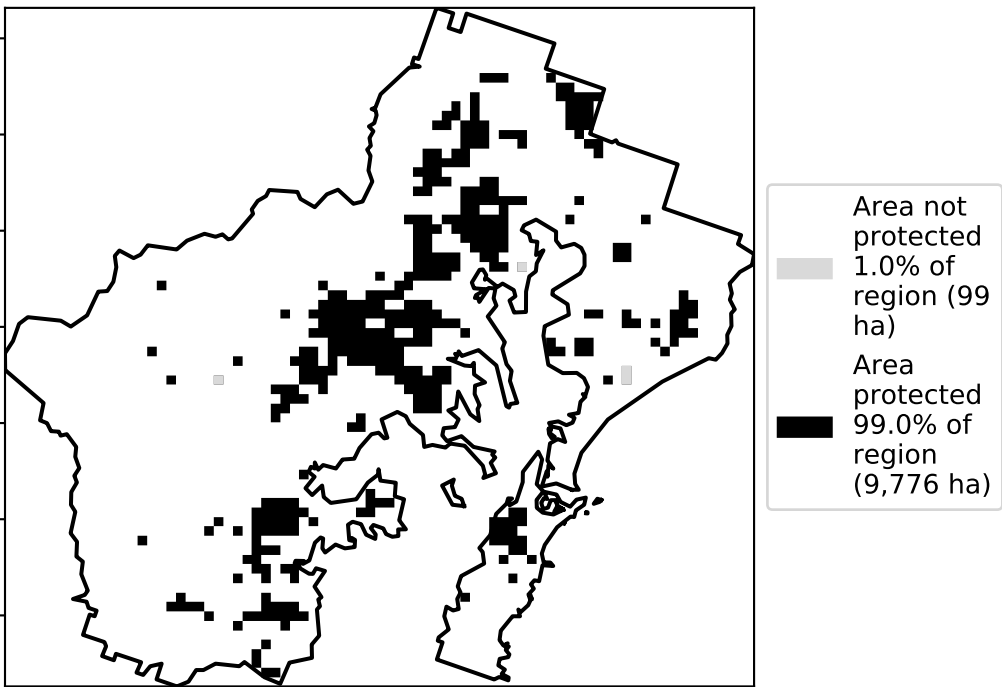 Area not
protected
1.0% of
region (99
ha)
Area
protected
99.0% of
region
(9,776 ha)